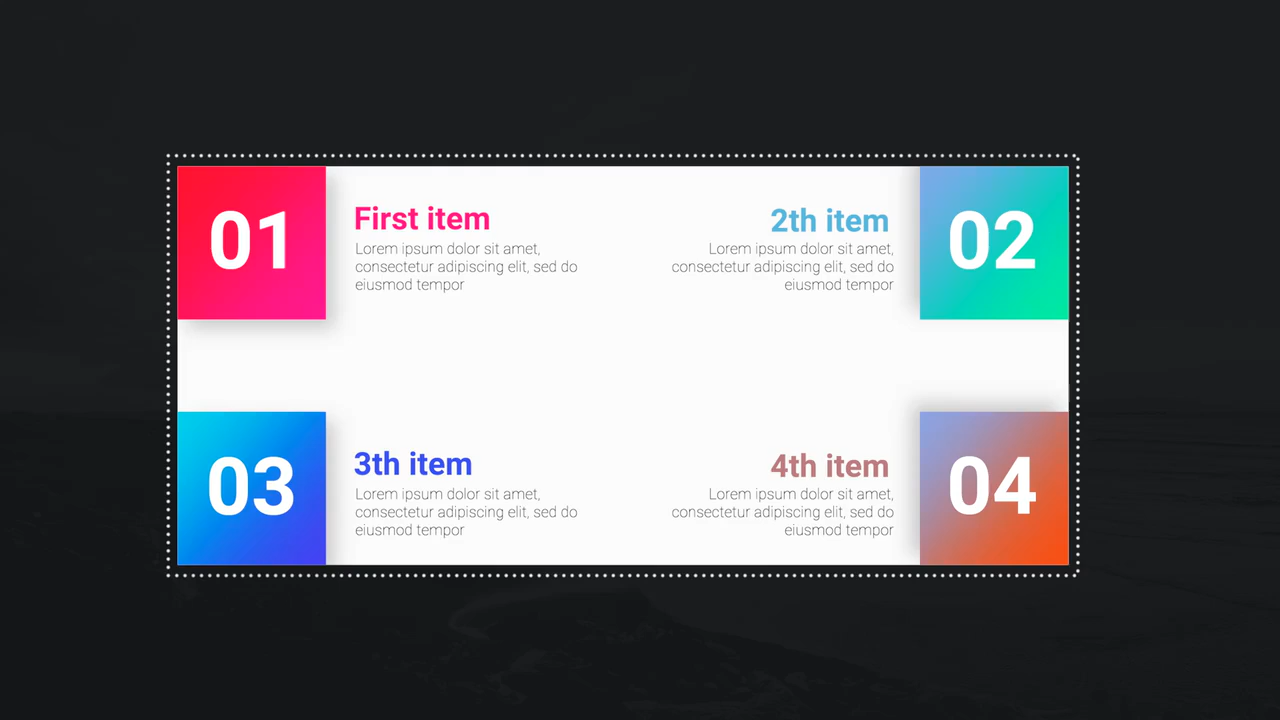 01
First item
Lorem ipsum dolor sit amet,
consectetur adipiscing elit, sed do
eiusmod tempor
2th item
Lorem ipsum dolor sit amet,
consectetur adipiscing elit, sed do
eiusmod tempor
02
03
3th item
Lorem ipsum dolor sit amet,
consectetur adipiscing elit, sed do
eiusmod tempor
4th item
Lorem ipsum dolor sit amet,
consectetur adipiscing elit, sed do
eiusmod tempor
04